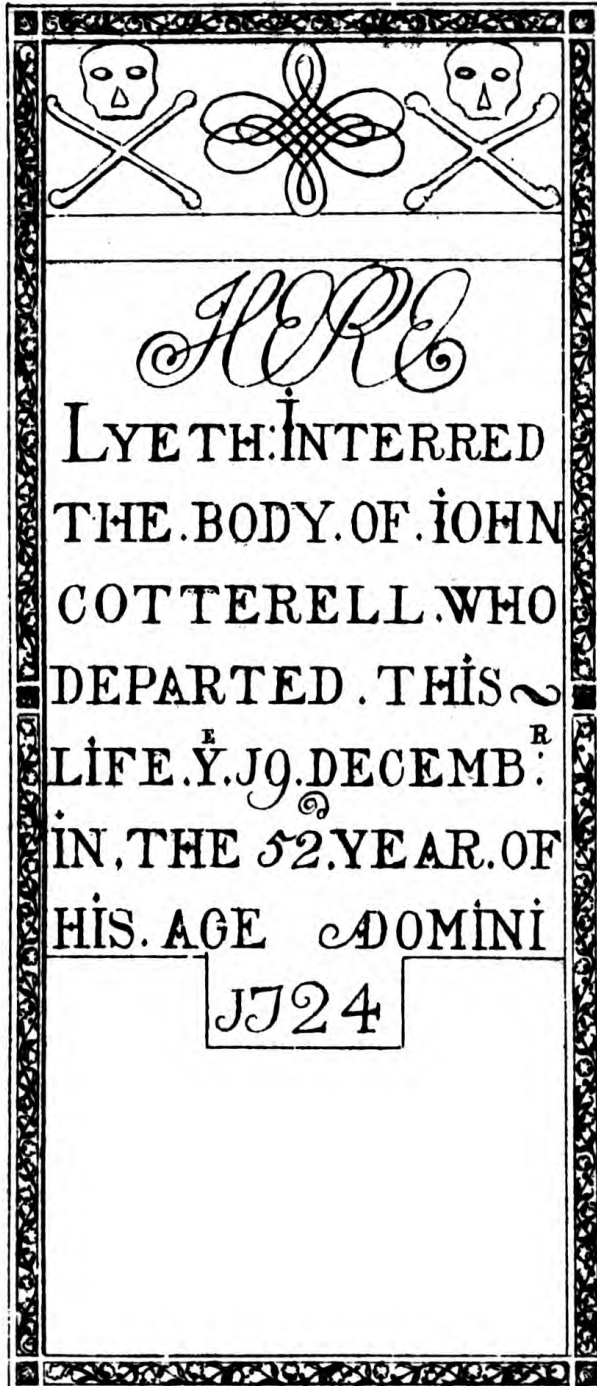 HERE
LYETH:INTERRED
THE.BODY.OF.IOHN
COTTERELL.WHO
DEPARTED.THIS~
LIFE.Yᴱ.J9.DECEMBᴿ:
IN.THE 52.YEAR.OF
HIS.AGE ADOMINI
J724